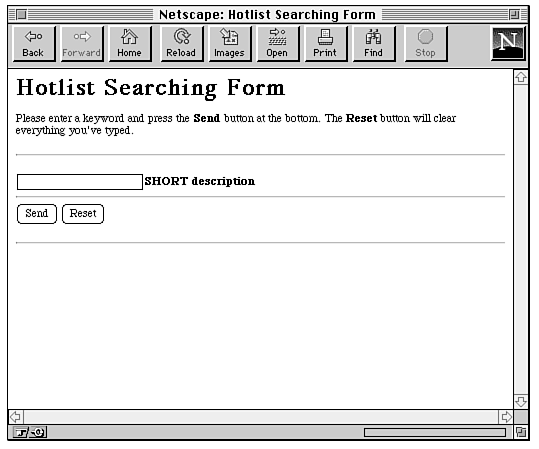 Netscape: Hotlist Searching Form
Back Forward Home Reload Images Open Print Find Stop N
Hotlist Searching Form
Please enter a keyword and press the Send button at the bottom. The Reset button will clear
everything you've typed.
SHORT description
Send Reset